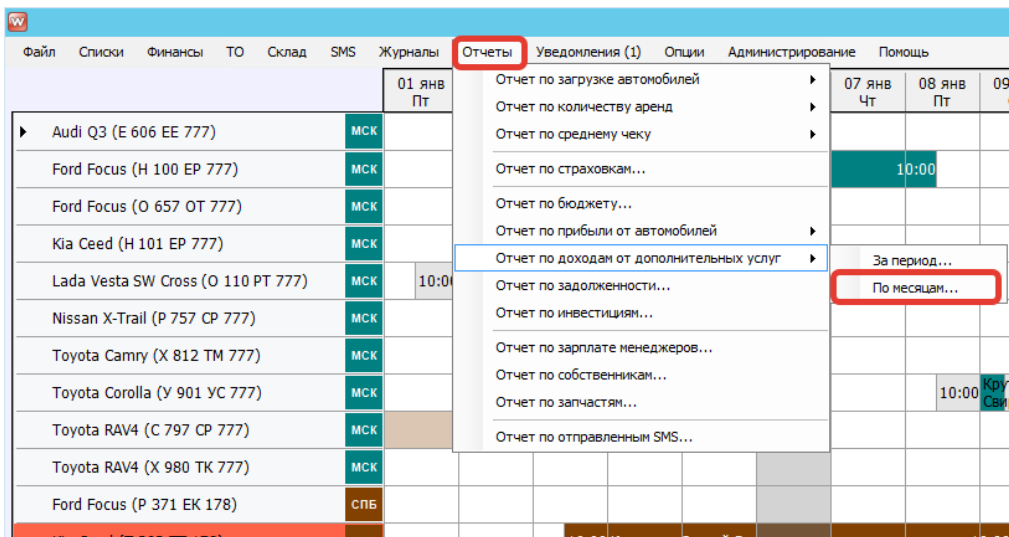 Файл Списки Финансы ТО Склад SMS Журналы Отчеты Уведомления (1) Опции Администрирование Помощь
01 янв Пт
07 янв Чт
08 янв Пт
09
Отчет по загрузке автомобилей
Отчет по количеству аренд
Отчет по среднему чеку
Отчет по страховкам...
Отчет по бюджету...
Отчет по прибыли от автомобилей
Отчет по доходам от дополнительных услуг
Отчет по задолженности...
Отчет по инвестициям...
Отчет по зарплате менеджеров...
Отчет по собственникам...
Отчет по запчастям...
Отчет по отправленным SMS...
За период...
По месяцам...
Audi Q3 (Е 606 ЕЕ 777) МСК
Ford Focus (Н 100 ЕР 777) МСК 10:00
Ford Focus (О 657 ОТ 777) МСК
Kia Ceed (Н 101 ЕР 777) МСК
Lada Vesta SW Cross (О 110 РТ 777) МСК 10:00
Nissan X-Trail (Р 757 СР 777) МСК
Toyota Camry (Х 812 ТМ 777) МСК
Toyota Corolla (У 901 УС 777) МСК 10:00
Toyota RAV4 (С 797 СР 777) МСК
Toyota RAV4 (Х 980 ТК 777) МСК
Ford Focus (Р 371 ЕК 178) СПБ